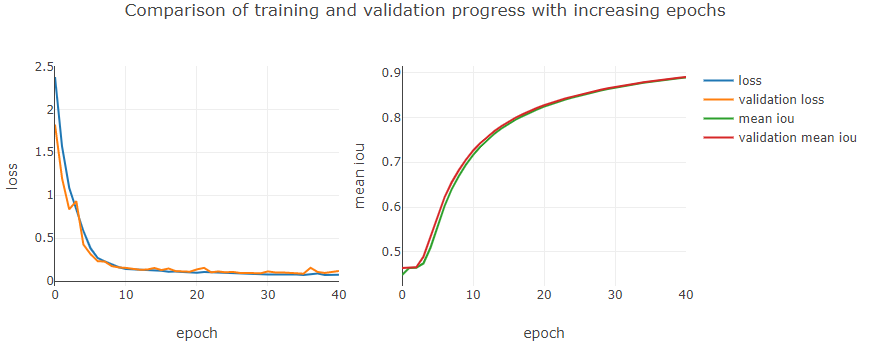 Comparison of training and validation progress with increasing epochs
2.5
2
1.5
1
0.5
0
loss
0
10
20
30
40
epoch
0.9
0.8
0.7
0.6
0.5
mean iou
0
10
20
30
40
epoch
loss
validation loss
mean iou
validation mean iou